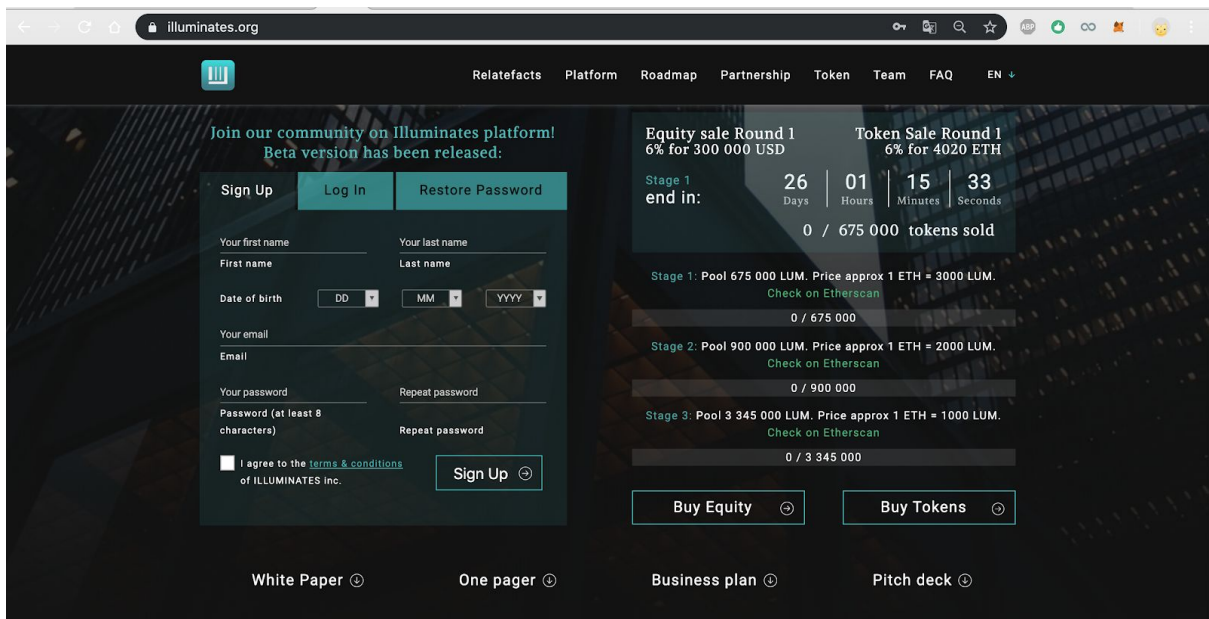 illuminates.org
ABP
Relatefacts Platform Roadmap Partnership Token Team FAQ EN
Join our community on Illuminates platform!
Beta version has been released:
Sign Up Log In Restore Password
Your first name Your last name
First name Last name
Date of birth DD MM YYYY
Your email
Email
Your password Repeat password
Password (at least 8
characters) Repeat password
I agree to the terms & conditions
of ILLUMINATES inc.
Sign Up
Equity sale Round 1 Token Sale Round 1
6% for 300 000 USD 6% for 4020 ETH
Stage 1
end in:
26 01 15 33
Days Hours Minutes Seconds
0 / 675 000 tokens sold
Stage 1: Pool 675 000 LUM. Price approx 1 ETH = 3000 LUM.
Check on Etherscan
0 / 675 000
Stage 2: Pool 900 000 LUM. Price approx 1 ETH = 2000 LUM.
Check on Etherscan
0 / 900 000
Stage 3: Pool 3 345 000 LUM. Price approx 1 ETH = 1000 LUM.
Check on Etherscan
0 / 3 345 000
Buy Equity Buy Tokens
White Paper One pager Business plan Pitch deck